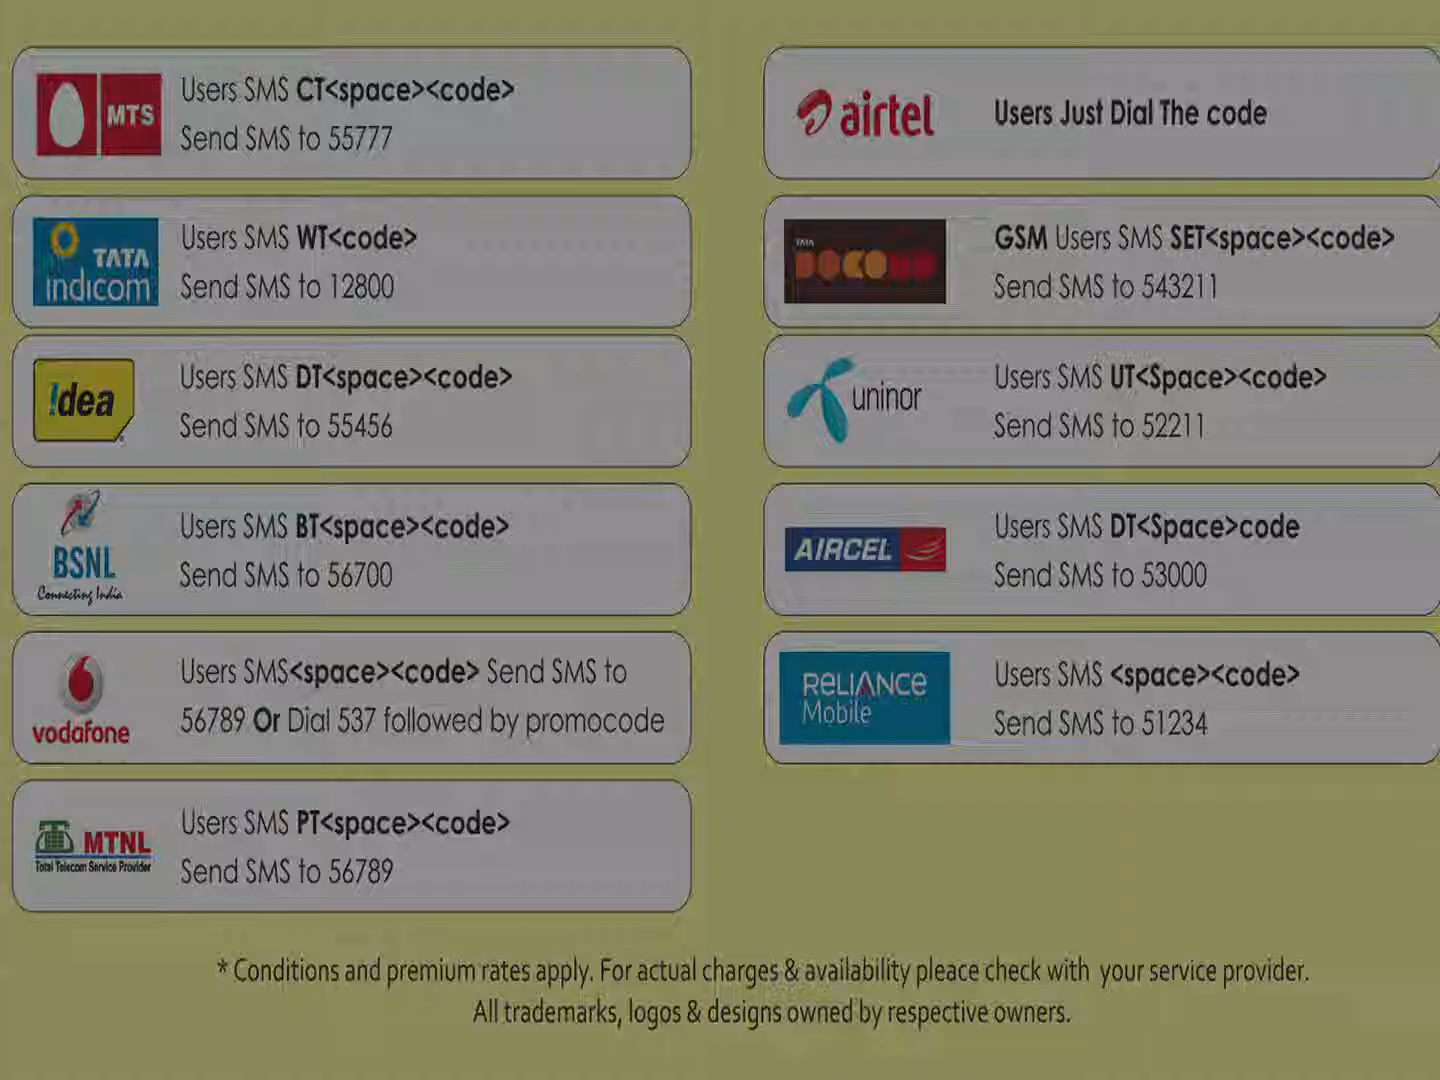 MTS
Users SMS CT<space><code>
Send SMS to 55777
airtel
Users Just Dial The code
TATA
indicom
Users SMS WT<code>
Send SMS to 12800
TATA
GSM Users SMS SET<space><code>
Send SMS to 543211
!dea
Users SMS DT<space><code>
Send SMS to 55456
uninor
Users SMS UT<Space><code>
Send SMS to 52211
BSNL
Connecting India
Users SMS BT<space><code>
Send SMS to 56700
AIRCEL
Users SMS DT<Space>code
Send SMS to 53000
vodafone
Users SMS<space><code> Send SMS to
56789 Or Dial 537 followed by promocode
RELIANCe
Mobile
Users SMS <space><code>
Send SMS to 51234
MTNL
Total Telecom Service Provider
Users SMS PT<space><code>
Send SMS to 56789
* Conditions and premium rates apply. For actual charges & availability pleace check with your service provider.
All trademarks, logos & designs owned by respective owners.